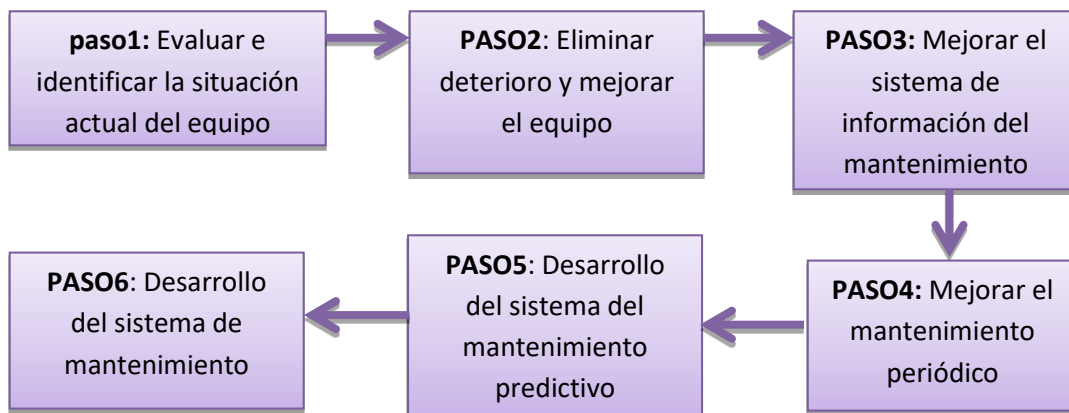 paso1: Evaluar e
identificar la situación
actual del equipo
PASO2: Eliminar
deterioro y mejorar
el equipo
PASO3: Mejorar el
sistema de
información del
mantenimiento
PASO4: Mejorar el
mantenimiento
periódico
PASO5: Desarrollo
del sistema del
mantenimiento
predictivo
PASO6: Desarrollo
del sistema de
mantenimiento